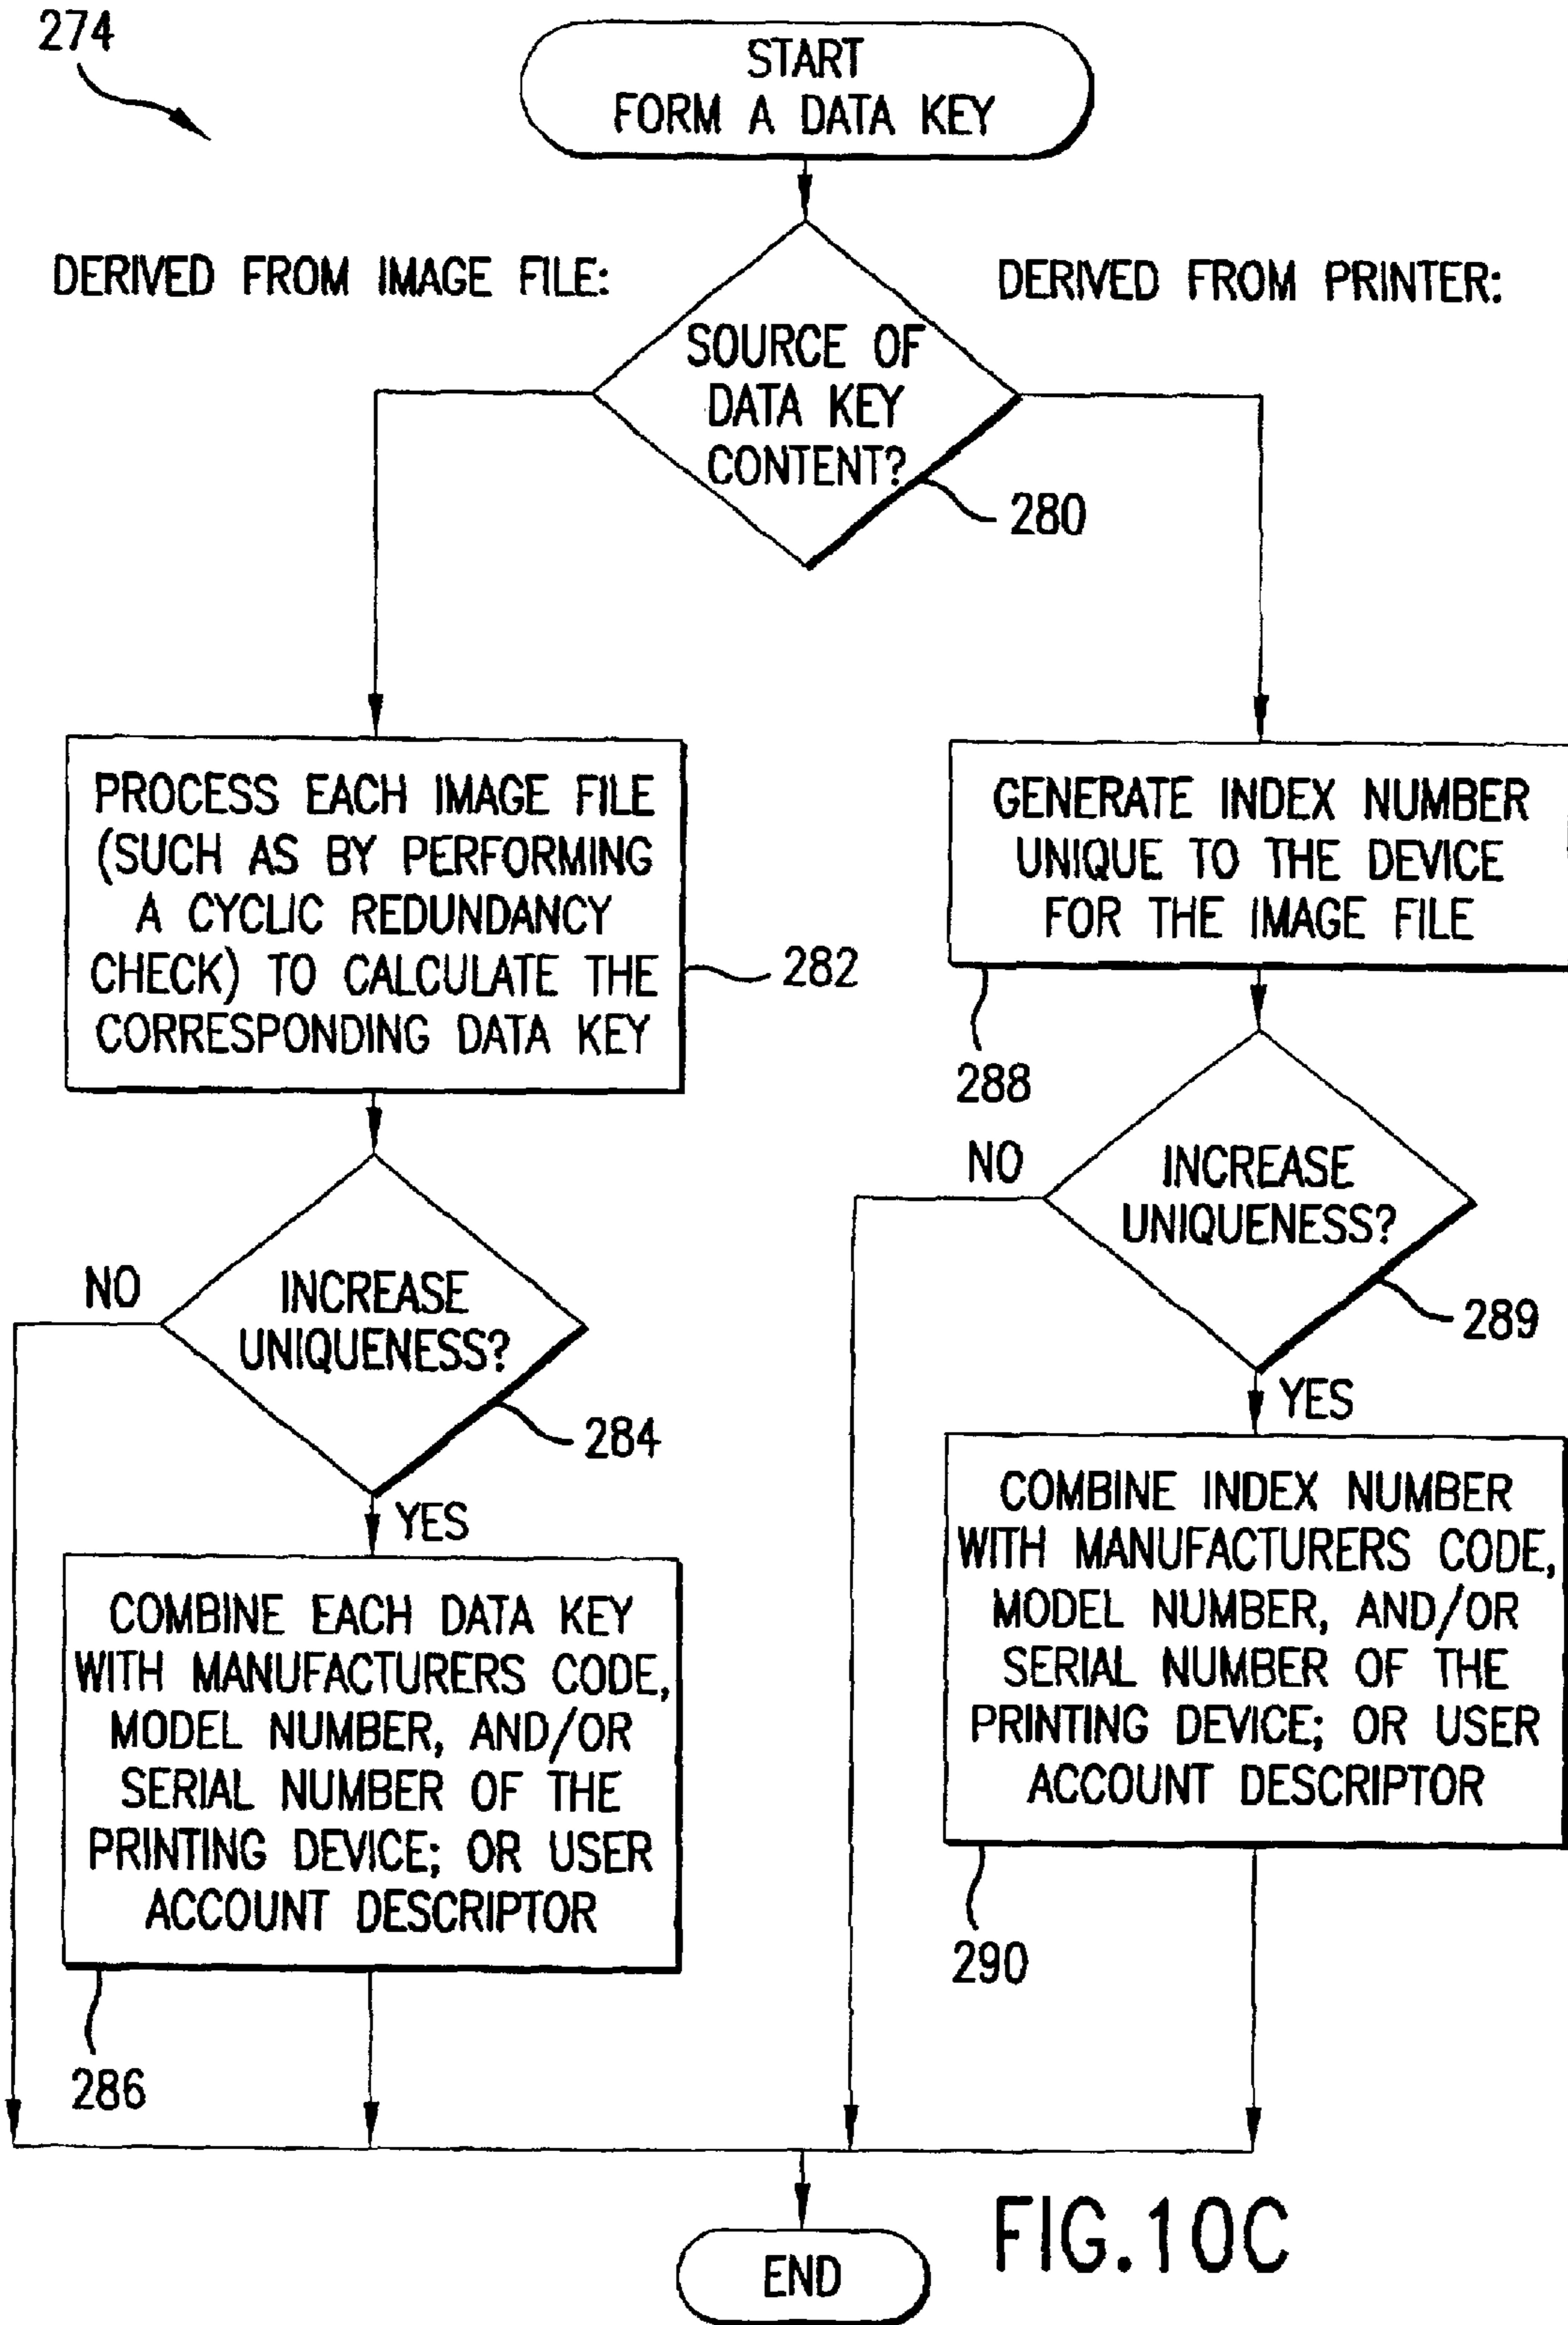 274
START
FORM A DATA KEY
DERIVED FROM IMAGE FILE:
DERIVED FROM PRINTER:
SOURCE OF
DATA KEY
CONTENT?
280
PROCESS EACH IMAGE FILE
(SUCH AS BY PERFORMING
A CYCLIC REDUNDANCY
CHECK) TO CALCULATE THE
CORRESPONDING DATA KEY
282
GENERATE INDEX NUMBER
UNIQUE TO THE DEVICE
FOR THE IMAGE FILE
288
NO
INCREASE
UNIQUENESS?
284
YES
NO
INCREASE
UNIQUENESS?
289
YES
COMBINE EACH DATA KEY
WITH MANUFACTURERS CODE,
MODEL NUMBER, AND/OR
SERIAL NUMBER OF THE
PRINTING DEVICE; OR USER
ACCOUNT DESCRIPTOR
286
COMBINE INDEX NUMBER
WITH MANUFACTURERS CODE,
MODEL NUMBER, AND/OR
SERIAL NUMBER OF THE
PRINTING DEVICE; OR USER
ACCOUNT DESCRIPTOR
290
END
FIG.10C